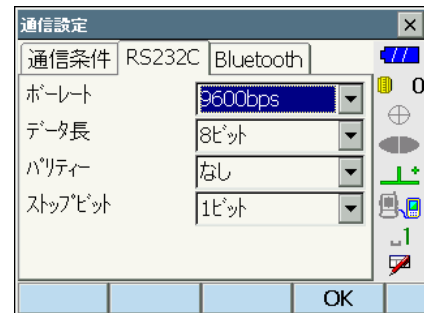 通信設定
通信条件 RS232C Bluetooth
0
ﾎﾞｰﾚｰﾄ 9600bps
ﾃﾞｰﾀ長 8ﾋﾞｯﾄ
ﾊﾟﾘﾃｨｰ なし
ｽﾄｯﾌﾟﾋﾞｯﾄ 1ﾋﾞｯﾄ
1
OK